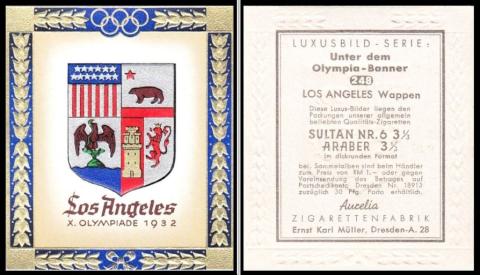 Los Angeles
X. OLYMPIADE 1932
LUXUSBILD-SERIE:
Unter dem
Olympia-Banner
248
LOS ANGELES Wappen
Diese Luxus-Bilder liegen den
Packungen unserer allgemein
beliebten Qualitäts-Zigaretten
SULTAN NR. 6 3⅓
ARABER 3⅓
im diskrunden Format
bei. Sammelalben sind beim Händler
zum Preis von RM 1.- oder gegen
Voreinsendung des Betrages auf
Postscheckkonto Dresden Nr. 18913
zuzüglich 30 Pfg. Porto erhältlich.
Aurelia
ZIGARETTENFABRIK
Ernst Karl Müller, Dresden-A. 28